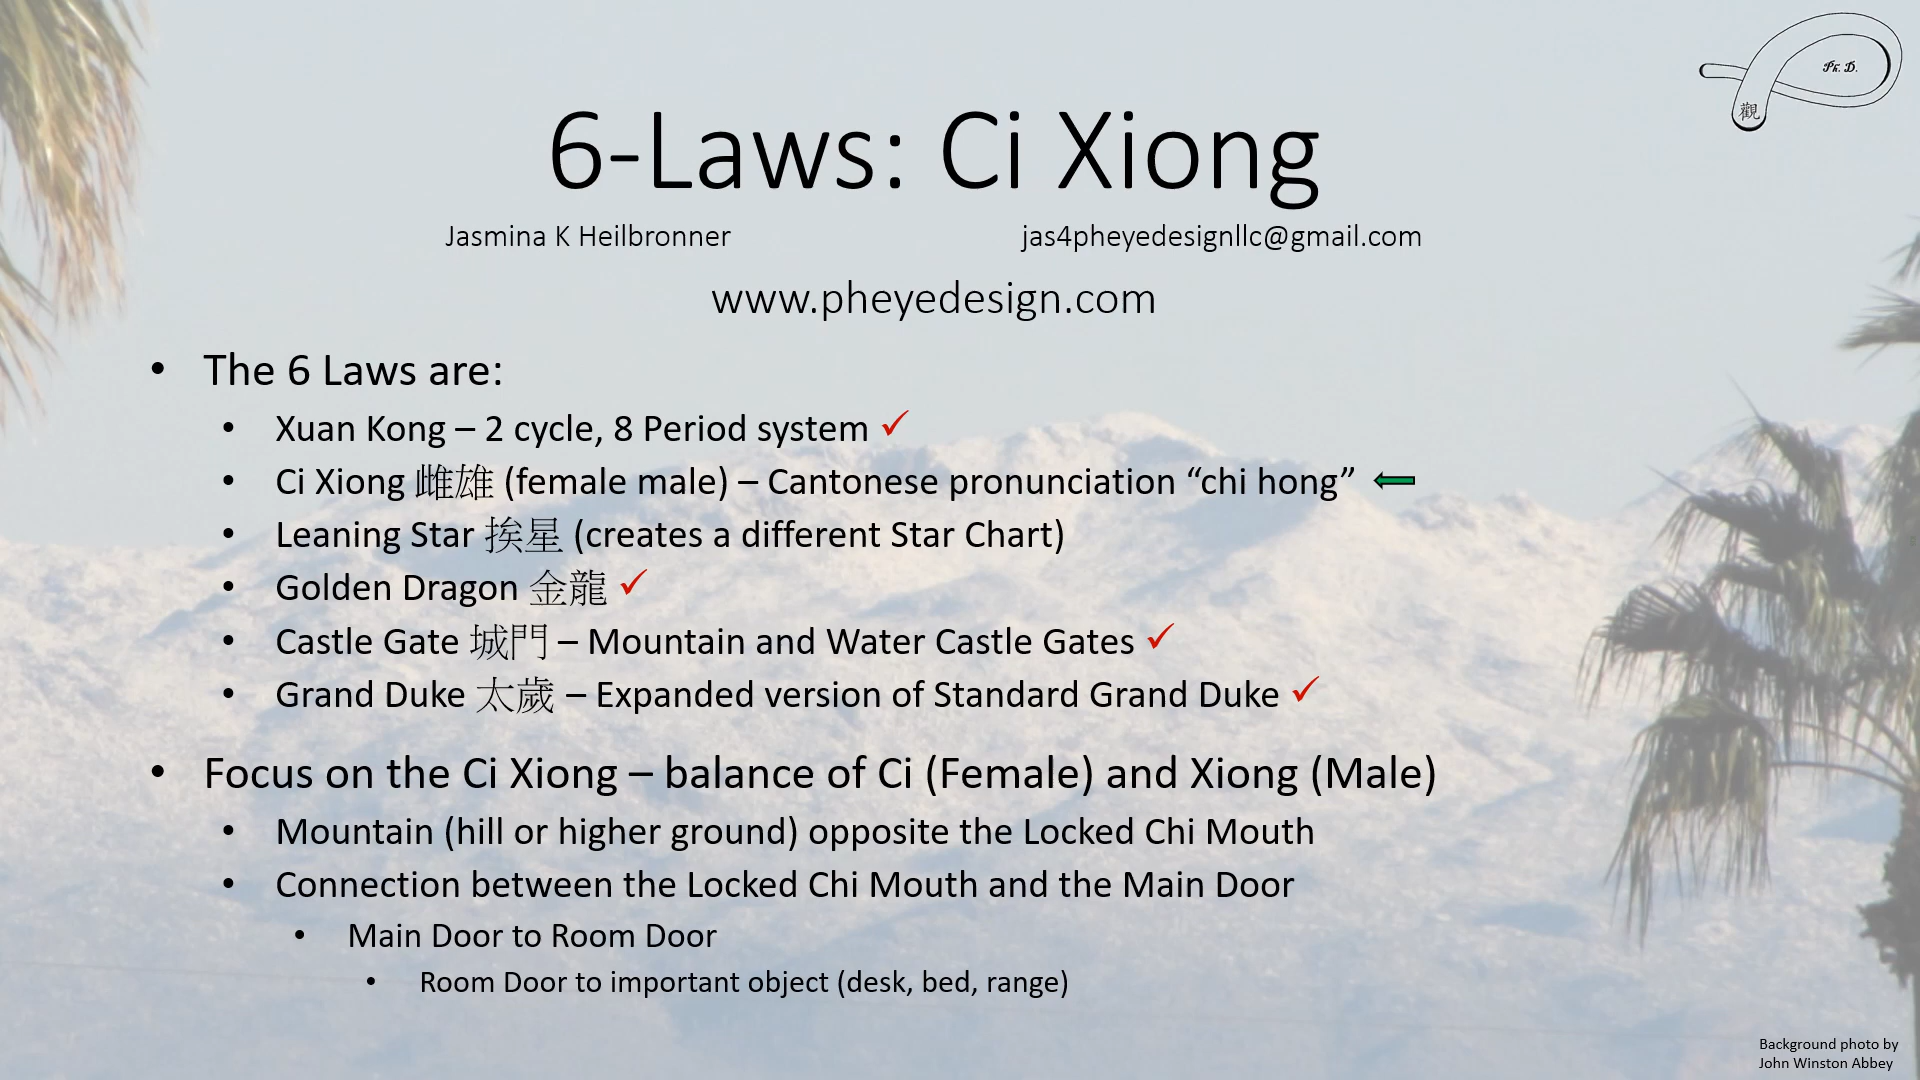 Ph. D.
觀
6-Laws: Ci Xiong
Jasmina K Heilbronner
jas4pheyedesignllc@gmail.com
www.pheyedesign.com
• The 6 Laws are:
• Xuan Kong – 2 cycle, 8 Period system ✓
• Ci Xiong 雌雄 (female male) – Cantonese pronunciation “chi hong”
• Leaning Star 挨星 (creates a different Star Chart)
• Golden Dragon 金龍 ✓
• Castle Gate 城門 – Mountain and Water Castle Gates ✓
• Grand Duke 太歲 – Expanded version of Standard Grand Duke ✓
• Focus on the Ci Xiong – balance of Ci (Female) and Xiong (Male)
• Mountain (hill or higher ground) opposite the Locked Chi Mouth
• Connection between the Locked Chi Mouth and the Main Door
• Main Door to Room Door
• Room Door to important object (desk, bed, range)
Background photo by
John Winston Abbey